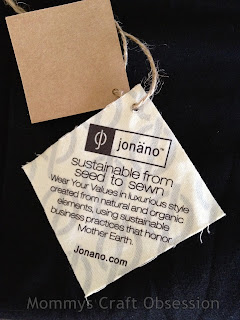 jonäno™
sustainable from
seed to sewn
Wear Your Values in luxurious style
created from natural and organic
elements, using sustainable
business practices that honor
Mother Earth.
Jonano.com
Mommy's Craft Obsession